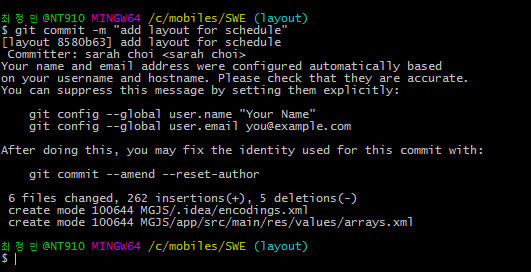 최 정 민 @NT910 MINGW64 /c/mobiles/SWE (layout)
$ git commit -m "add layout for schedule"
[layout 8580b63] add layout for schedule
 Committer: sarah choi <sarah choi>
Your name and email address were configured automatically based
on your username and hostname. Please check that they are accurate.
You can suppress this message by setting them explicitly:
    git config --global user.name "Your Name"
    git config --global user.email you@example.com
After doing this, you may fix the identity used for this commit with:
    git commit --amend --reset-author
 6 files changed, 262 insertions(+), 5 deletions(-)
 create mode 100644 MGJS/.idea/encodings.xml
 create mode 100644 MGJS/app/src/main/res/values/arrays.xml
최 정 민 @NT910 MINGW64 /c/mobiles/SWE (layout)
$